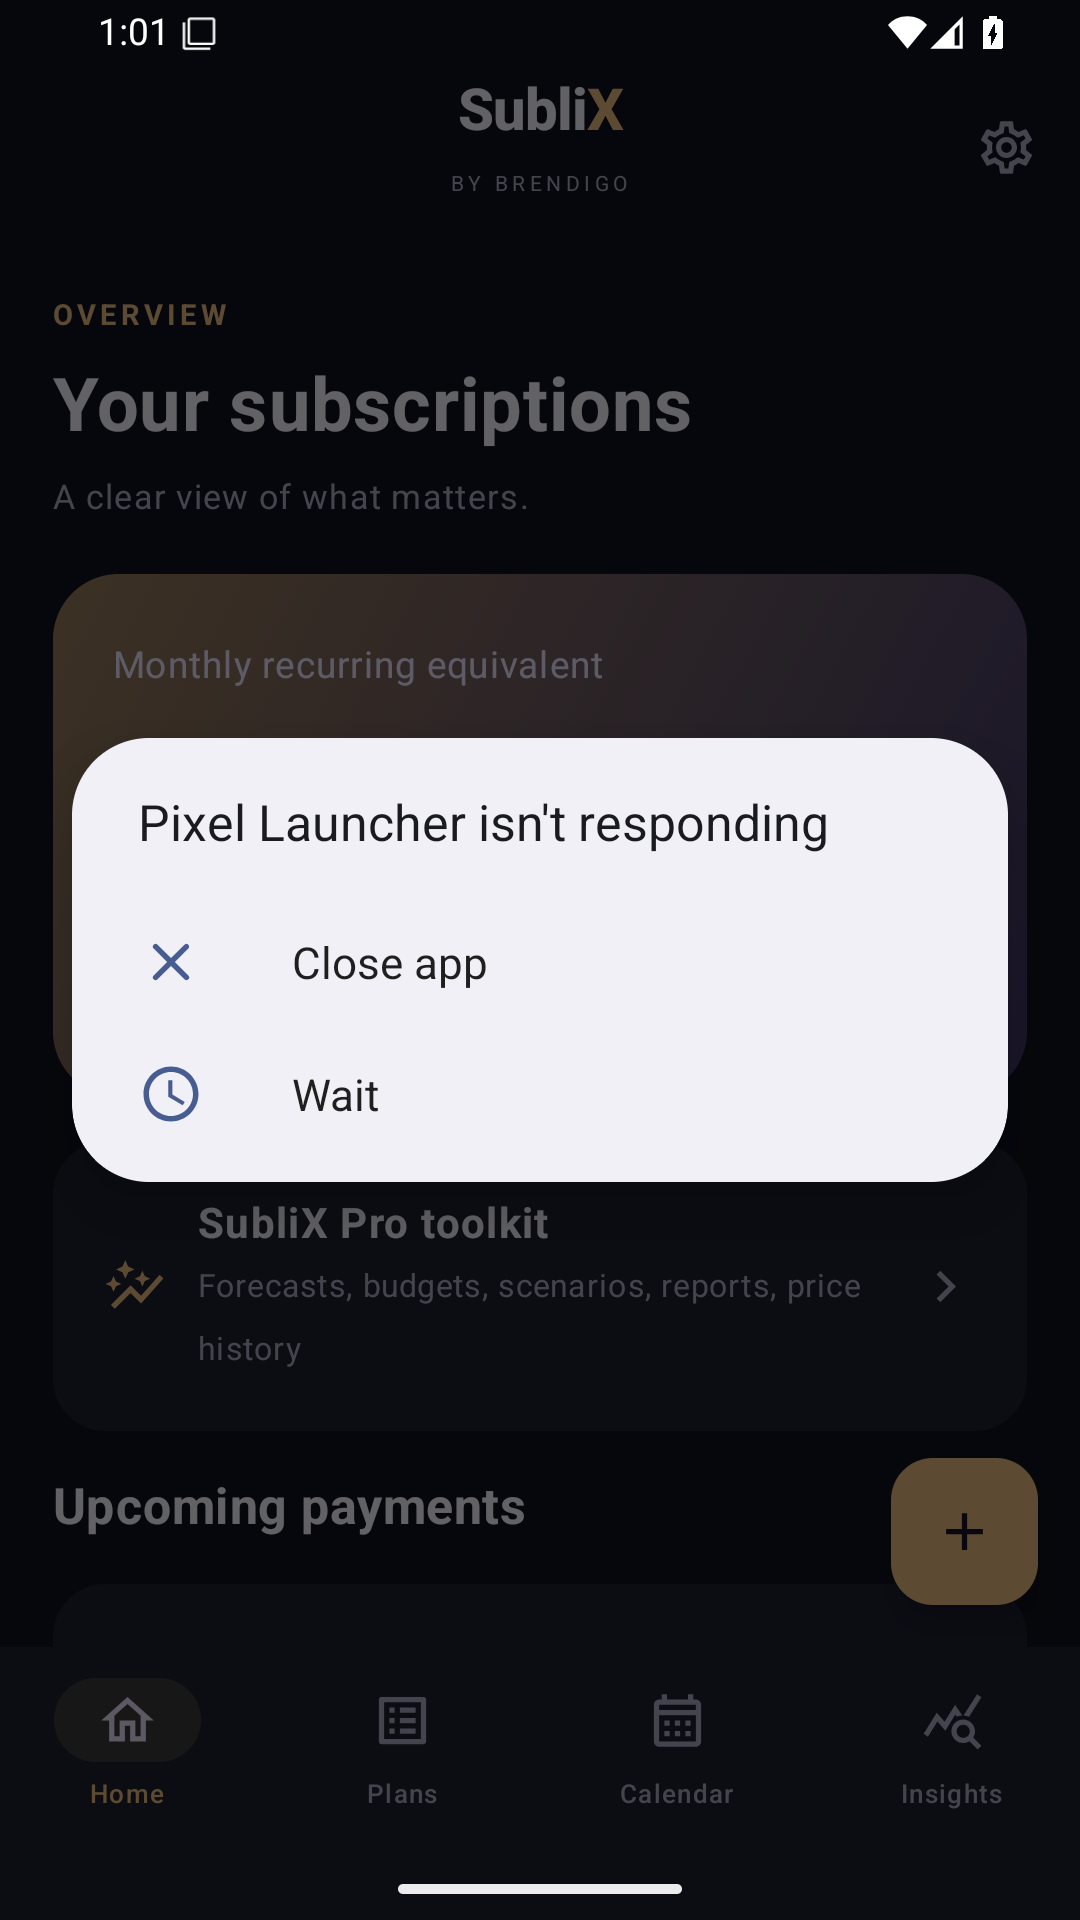 1:01
SubliX
BY BRENDIGO
OVERVIEW
Your subscriptions
A clear view of what matters.
Monthly recurring equivalent
Pixel Launcher isn't responding
Close app
Wait
SubliX Pro toolkit
Forecasts, budgets, scenarios, reports, price
history
Upcoming payments
Home
Plans
Calendar
Insights